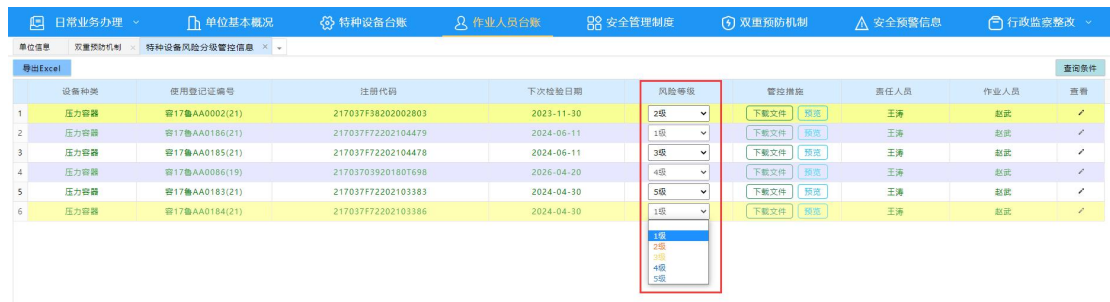 日常业务办理 单位基本概况 特种设备台账 作业人员台账 安全管理制度 双重预防机制 安全预警信息 行政监察整改
单位信息 双重预防机制 × 特种设备风险分级管控信息 ×
导出Excel 查询条件
设备种类 使用登记证编号 注册代码 下次检验日期 风险等级 管控措施 责任人员 作业人员 查看
1 压力容器 容17鲁AA0002(21) 217037F38202002803 2023-11-30 2级 下载文件 预览 王涛 赵武
2 压力容器 容17鲁AA0186(21) 217037F72202104479 2024-06-11 1级 下载文件 预览 王涛 赵武
3 压力容器 容17鲁AA0185(21) 217037F72202104478 2024-06-11 3级 下载文件 预览 王涛 赵武
4 压力容器 容17鲁AA0086(19) 21703703920180T698 2026-04-20 4级 下载文件 预览 王涛 赵武
5 压力容器 容17鲁AA0183(21) 217037F72202103383 2024-04-30 5级 下载文件 预览 王涛 赵武
6 压力容器 容17鲁AA0184(21) 217037F72202103386 2024-04-30 1级 下载文件 预览 王涛 赵武
1级
2级
3级
4级
5级